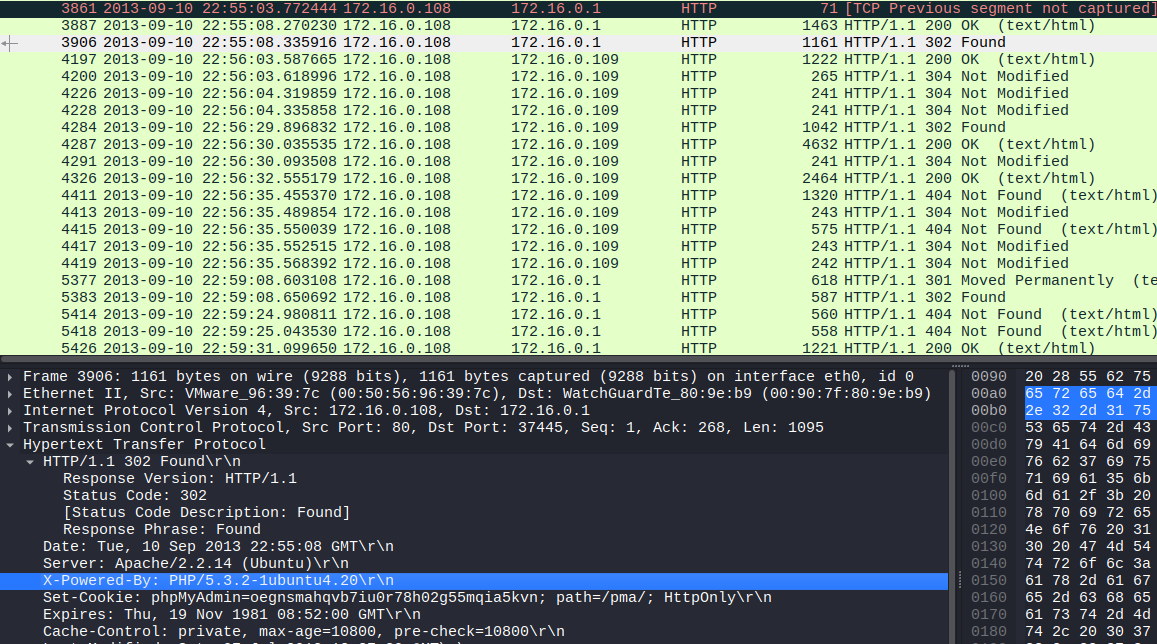 3861 2013-09-10 22:55:03.772444 172.16.0.108 172.16.0.1 HTTP 71 [TCP Previous segment not captured]
3887 2013-09-10 22:55:08.270230 172.16.0.108 172.16.0.1 HTTP 1463 HTTP/1.1 200 OK (text/html)
3906 2013-09-10 22:55:08.335916 172.16.0.108 172.16.0.1 HTTP 1161 HTTP/1.1 302 Found
4197 2013-09-10 22:56:03.587665 172.16.0.108 172.16.0.109 HTTP 1222 HTTP/1.1 200 OK (text/html)
4200 2013-09-10 22:56:03.618996 172.16.0.108 172.16.0.109 HTTP 265 HTTP/1.1 304 Not Modified
4226 2013-09-10 22:56:04.319859 172.16.0.108 172.16.0.109 HTTP 241 HTTP/1.1 304 Not Modified
4228 2013-09-10 22:56:04.335858 172.16.0.108 172.16.0.109 HTTP 241 HTTP/1.1 304 Not Modified
4284 2013-09-10 22:56:29.896832 172.16.0.108 172.16.0.109 HTTP 1042 HTTP/1.1 302 Found
4287 2013-09-10 22:56:30.035535 172.16.0.108 172.16.0.109 HTTP 4632 HTTP/1.1 200 OK (text/html)
4291 2013-09-10 22:56:30.093508 172.16.0.108 172.16.0.109 HTTP 241 HTTP/1.1 304 Not Modified
4326 2013-09-10 22:56:32.555179 172.16.0.108 172.16.0.109 HTTP 2464 HTTP/1.1 200 OK (text/html)
4411 2013-09-10 22:56:35.455370 172.16.0.108 172.16.0.109 HTTP 1320 HTTP/1.1 404 Not Found (text/html)
4413 2013-09-10 22:56:35.489854 172.16.0.108 172.16.0.109 HTTP 243 HTTP/1.1 304 Not Modified
4415 2013-09-10 22:56:35.550039 172.16.0.108 172.16.0.109 HTTP 575 HTTP/1.1 404 Not Found (text/html)
4417 2013-09-10 22:56:35.552515 172.16.0.108 172.16.0.109 HTTP 243 HTTP/1.1 304 Not Modified
4419 2013-09-10 22:56:35.568392 172.16.0.108 172.16.0.109 HTTP 242 HTTP/1.1 304 Not Modified
5377 2013-09-10 22:59:08.603108 172.16.0.108 172.16.0.1 HTTP 618 HTTP/1.1 301 Moved Permanently (te
5383 2013-09-10 22:59:08.650692 172.16.0.108 172.16.0.1 HTTP 587 HTTP/1.1 302 Found
5414 2013-09-10 22:59:24.980811 172.16.0.108 172.16.0.1 HTTP 560 HTTP/1.1 404 Not Found (text/html)
5418 2013-09-10 22:59:25.043530 172.16.0.108 172.16.0.1 HTTP 558 HTTP/1.1 404 Not Found (text/html)
5426 2013-09-10 22:59:31.099650 172.16.0.108 172.16.0.1 HTTP 1221 HTTP/1.1 200 OK (text/html)
Frame 3906: 1161 bytes on wire (9288 bits), 1161 bytes captured (9288 bits) on interface eth0, id 0
Ethernet II, Src: VMware_96:39:7c (00:50:56:96:39:7c), Dst: WatchGuardTe_80:9e:b9 (00:90:7f:80:9e:b9)
Internet Protocol Version 4, Src: 172.16.0.108, Dst: 172.16.0.1
Transmission Control Protocol, Src Port: 80, Dst Port: 37445, Seq: 1, Ack: 268, Len: 1095
Hypertext Transfer Protocol
HTTP/1.1 302 Found\r\n
Response Version: HTTP/1.1
Status Code: 302
[Status Code Description: Found]
Response Phrase: Found
Date: Tue, 10 Sep 2013 22:55:08 GMT\r\n
Server: Apache/2.2.14 (Ubuntu)\r\n
X-Powered-By: PHP/5.3.2-1ubuntu4.20\r\n
Set-Cookie: phpMyAdmin=oegnsmahqvb7iu0r78h02g55mqia5kvn; path=/pma/; HttpOnly\r\n
Expires: Thu, 19 Nov 1981 08:52:00 GMT\r\n
Cache-Control: private, max-age=10800, pre-check=10800\r\n
0090 20 28 55 62 75
00a0 65 72 65 64 2d
00b0 2e 32 2d 31 75
00c0 53 65 74 2d 43
00d0 79 41 64 6d 69
00e0 76 62 37 69 75
00f0 71 69 61 35 6b
0100 6d 61 2f 3b 20
0110 78 70 69 72 65
0120 4e 6f 76 20 31
0130 30 20 47 4d 54
0140 74 72 6f 6c 3a
0150 61 78 2d 61 67
0160 65 2d 63 68 65
0170 61 73 74 2d 4d
0180 74 2c 20 30 37